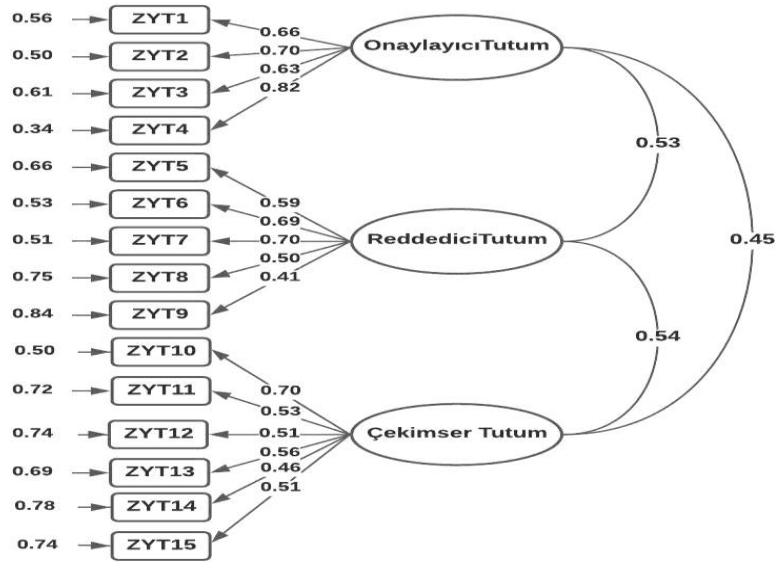 0.56 ZYT1
0.66
OnaylayıcıTutum
0.50 ZYT2
0.70
0.61 ZYT3
0.63
0.34 ZYT4
0.82
0.53
0.66 ZYT5
0.59
0.53 ZYT6
0.69
0.51 ZYT7
0.70
ReddediciTutum
0.45
0.75 ZYT8
0.50
0.84 ZYT9
0.41
0.54
0.50 ZYT10
0.70
0.72 ZYT11
0.53
0.74 ZYT12
0.51
Çekimser Tutum
0.69 ZYT13
0.56
0.78 ZYT14
0.46
0.74 ZYT15
0.51